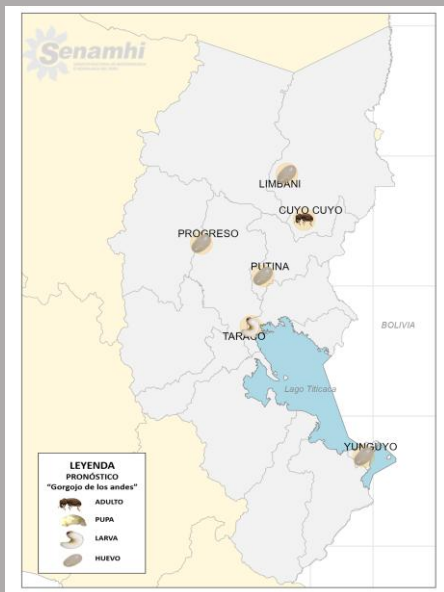 Senamhi
LIMBANI
CUYO CUYO
PROGRESO
PUTINA
TARACO
BOLIVIA
Lago Titicaca
YUNGUYO
LEYENDA
PRONÓSTICO
"Gorgojo de los andes"
ADULTO
PUPA
LARVA
HUEVO